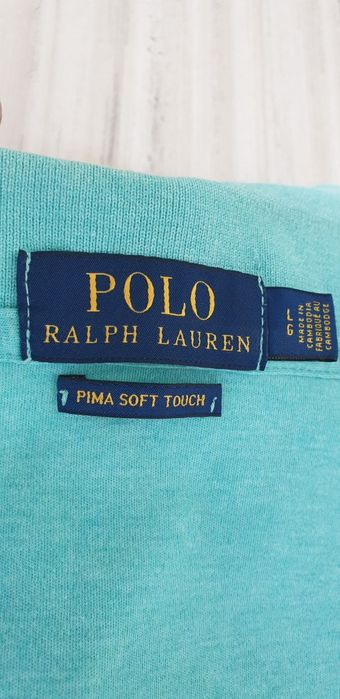 POLO
RALPH LAUREN
L
G
MADE IN
CAMBODIA
FABRIQUÉ AU
CAMBODGE
PIMA SOFT TOUCH